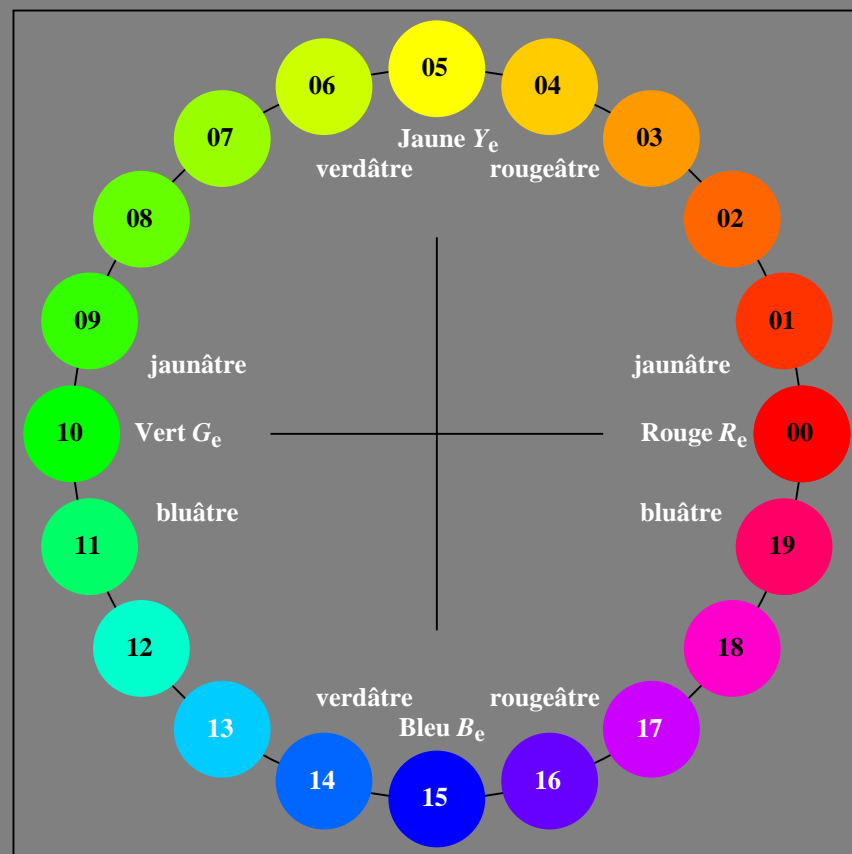 05
06
04
07
03
Jaune Ye
verdâtre
rougeâtre
08
02
09
01
jaunâtre
jaunâtre
10
Vert Ge
Rouge Re
00
bluâtre
bluâtre
11
19
12
18
verdâtre
rougeâtre
13
Bleu Be
17
14
16
15